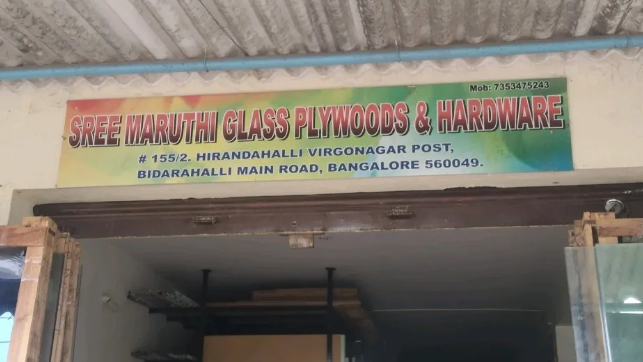 Mob: 7353475243
SREE MARUTHI GLASS PLYWOODS & HARDWARE
# 155/2. HIRANDAHALLI VIRGONAGAR POST,
BIDARAHALLI MAIN ROAD, BANGALORE 560049.